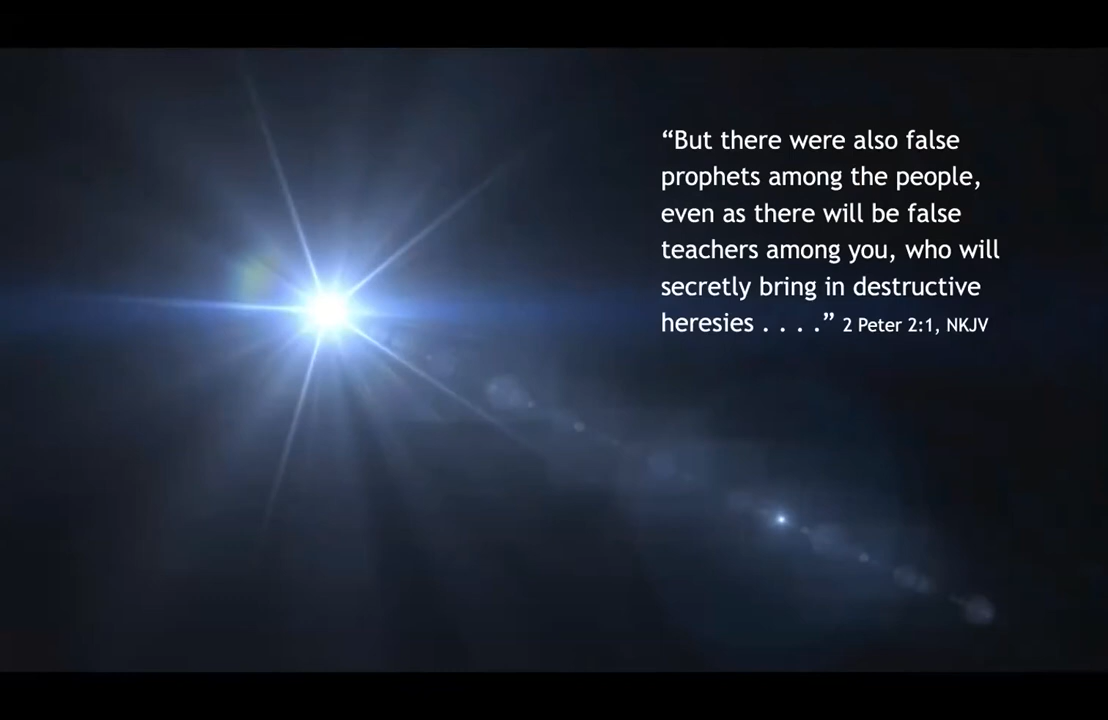 “But there were also false
prophets among the people,
even as there will be false
teachers among you, who will
secretly bring in destructive
heresies . . . .” 2 Peter 2:1, NKJV